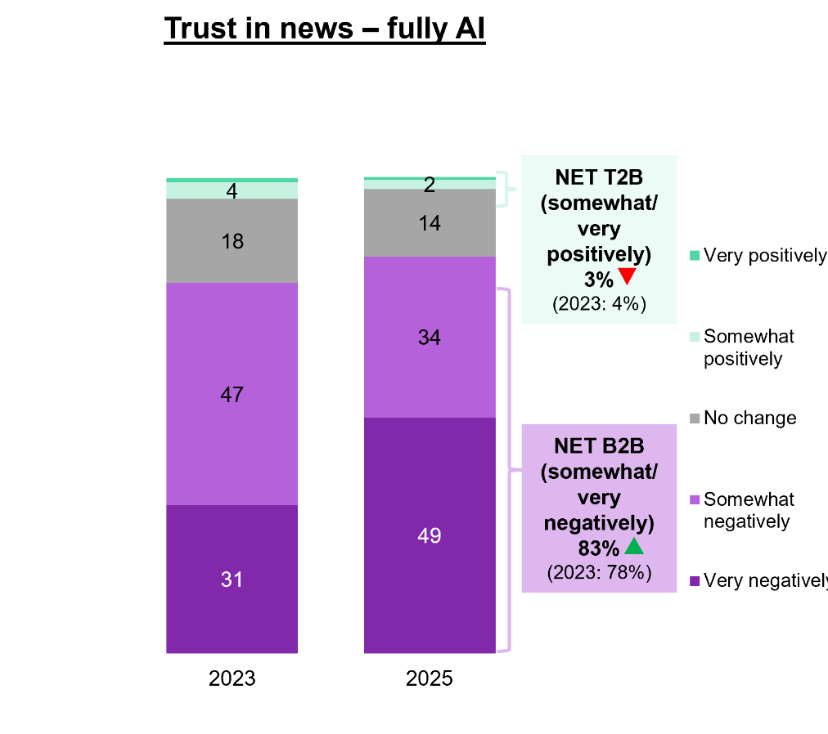 Trust in news – fully AI
4
18
47
31
2
14
34
49
2023
2025
NET T2B
(somewhat/
very
positively)
3%
(2023: 4%)
NET B2B
(somewhat/
very
negatively)
83%
(2023: 78%)
Very positively
Somewhat
positively
No change
Somewhat
negatively
Very negatively